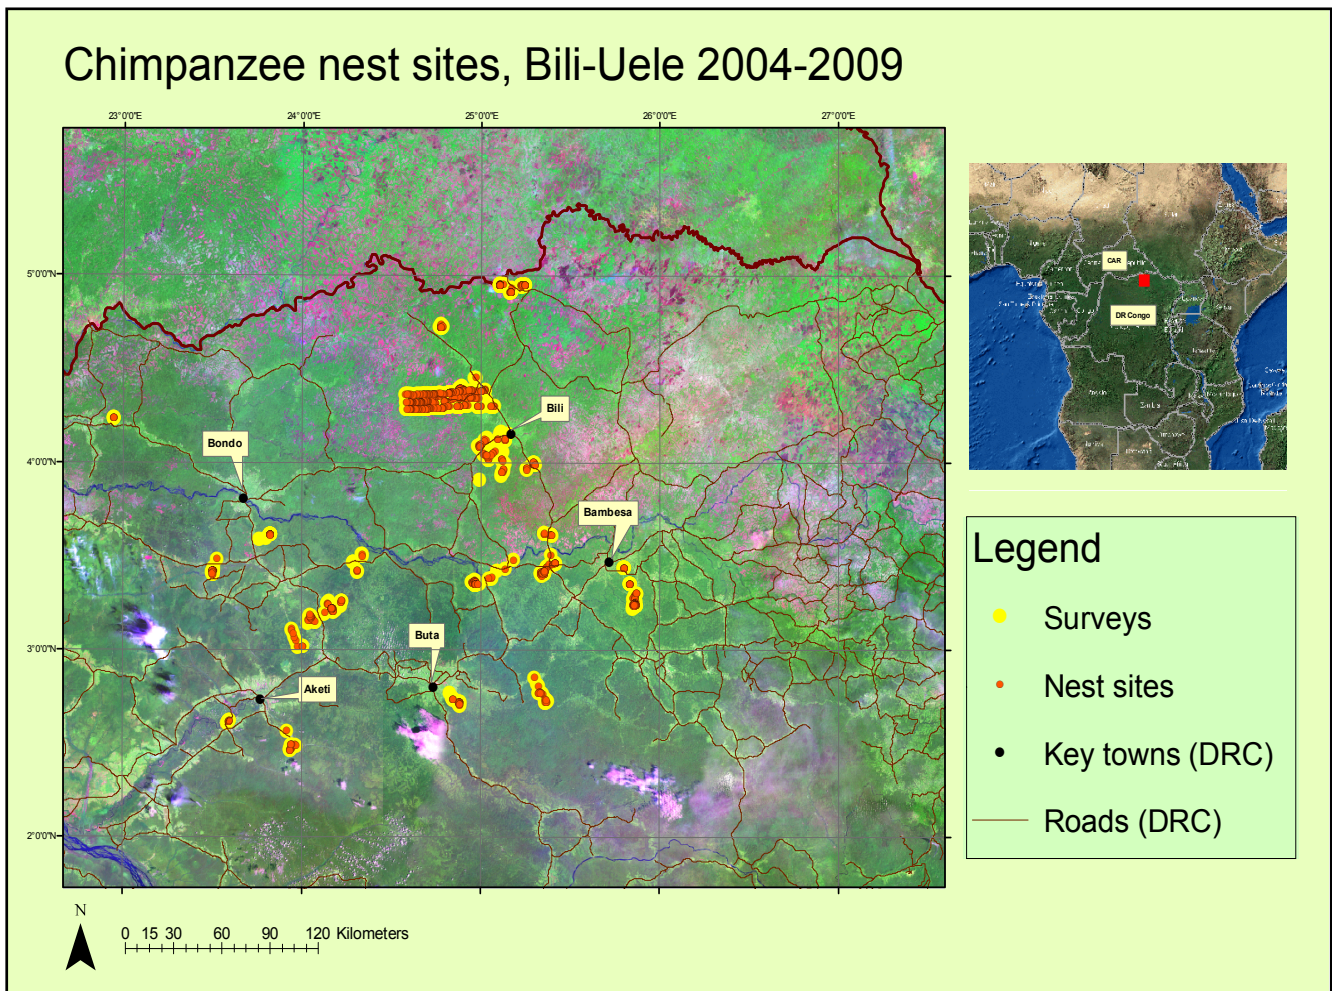 Chimpanzee nest sites, Bili-Uele 2004-2009
23°0'0"E 24°0'0"E 25°0'0"E 26°0'0"E 27°0'0"E
5°0'0"N
4°0'0"N
3°0'0"N
2°0'0"N
Bili
Bondo
Bambesa
Buta
Aketi
CAR
DR Congo
Legend
Surveys
Nest sites
Key towns (DRC)
Roads (DRC)
N
0 15 30 60 90 120 Kilometers